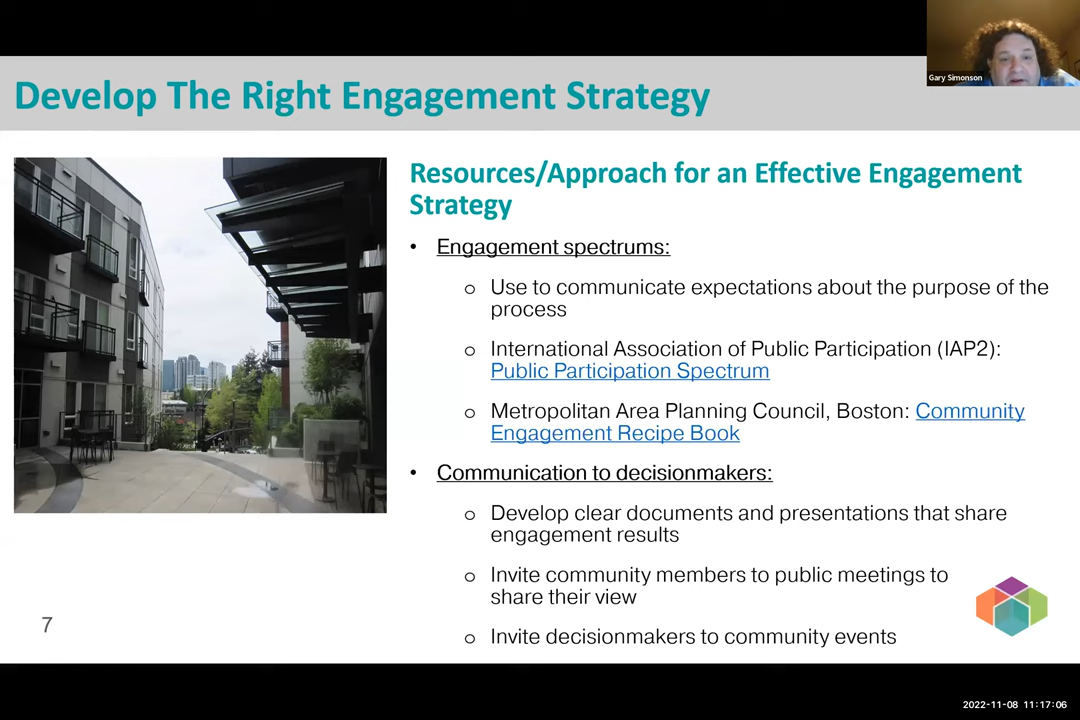 Gary Simonson
Develop The Right Engagement Strategy
Resources/Approach for an Effective Engagement
Strategy
• Engagement spectrums:
o Use to communicate expectations about the purpose of the
process
o International Association of Public Participation (IAP2):
Public Participation Spectrum
o Metropolitan Area Planning Council, Boston: Community
Engagement Recipe Book
• Communication to decisionmakers:
o Develop clear documents and presentations that share
engagement results
o Invite community members to public meetings to
share their view
o Invite decisionmakers to community events
7
2022-11-08 11:17:06